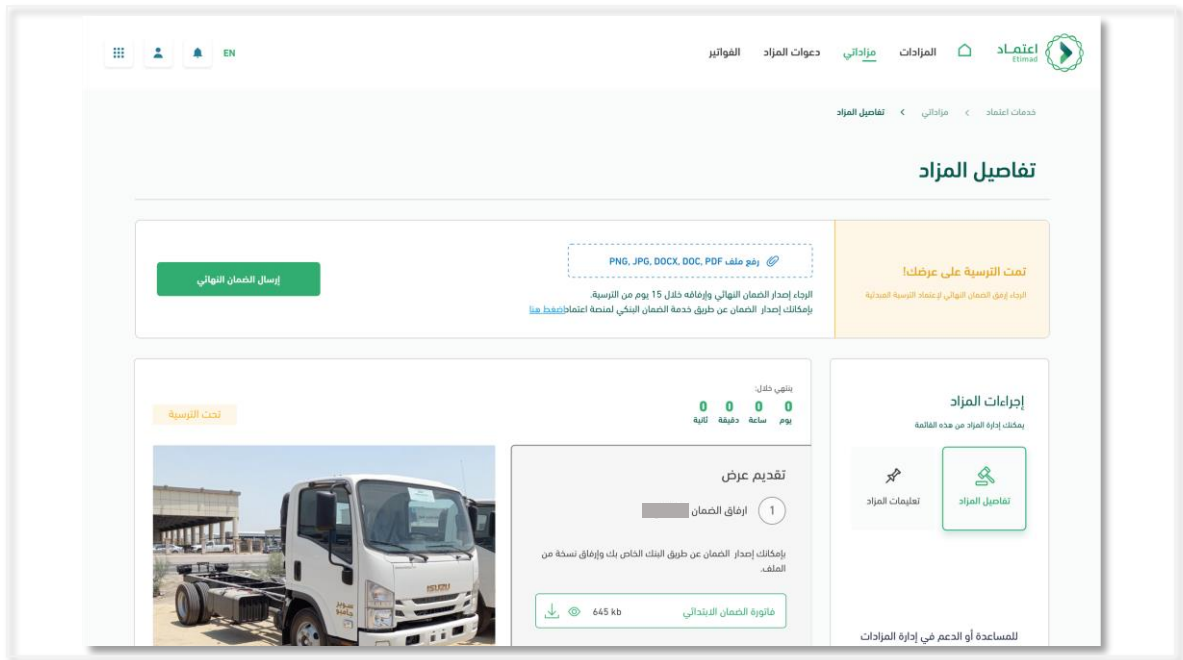 اعتماد
Etimad
المزادات
مزاداتي
دعوات المزاد
الفواتير
EN
خدمات اعتماد > مزاداتي > تفاصيل المزاد
تفاصيل المزاد
تمت الترسية على عرضك!
الرجاء إرفق الضمان النهائي لإعتماد الترسية المبدئية
رفع ملف PNG, JPG, DOCX, DOC, PDF
الرجاء إصدار الضمان النهائي وإرفاقه خلال 15 يوم من الترسية.
بإمكانك إصدار الضمان عن طريق خدمة الضمان البنكي لمنصة اعتماد اضغط هنا
إرسال الضمان النهائي
إجراءات المزاد
يمكنك إدارة المزاد من هذه القائمة
تفاصيل المزاد
تعليمات المزاد
للمساعدة أو الدعم في إدارة المزادات
ينتهي خلال:
0 0 0 0
يوم ساعة دقيقة ثانية
تحت الترسية
تقديم عرض
1 ارفاق الضمان
بإمكانك إصدار الضمان عن طريق البنك الخاص بك وإرفاق نسخة من
الملف.
فاتورة الضمان الابتدائي
645 kb
ISUZU